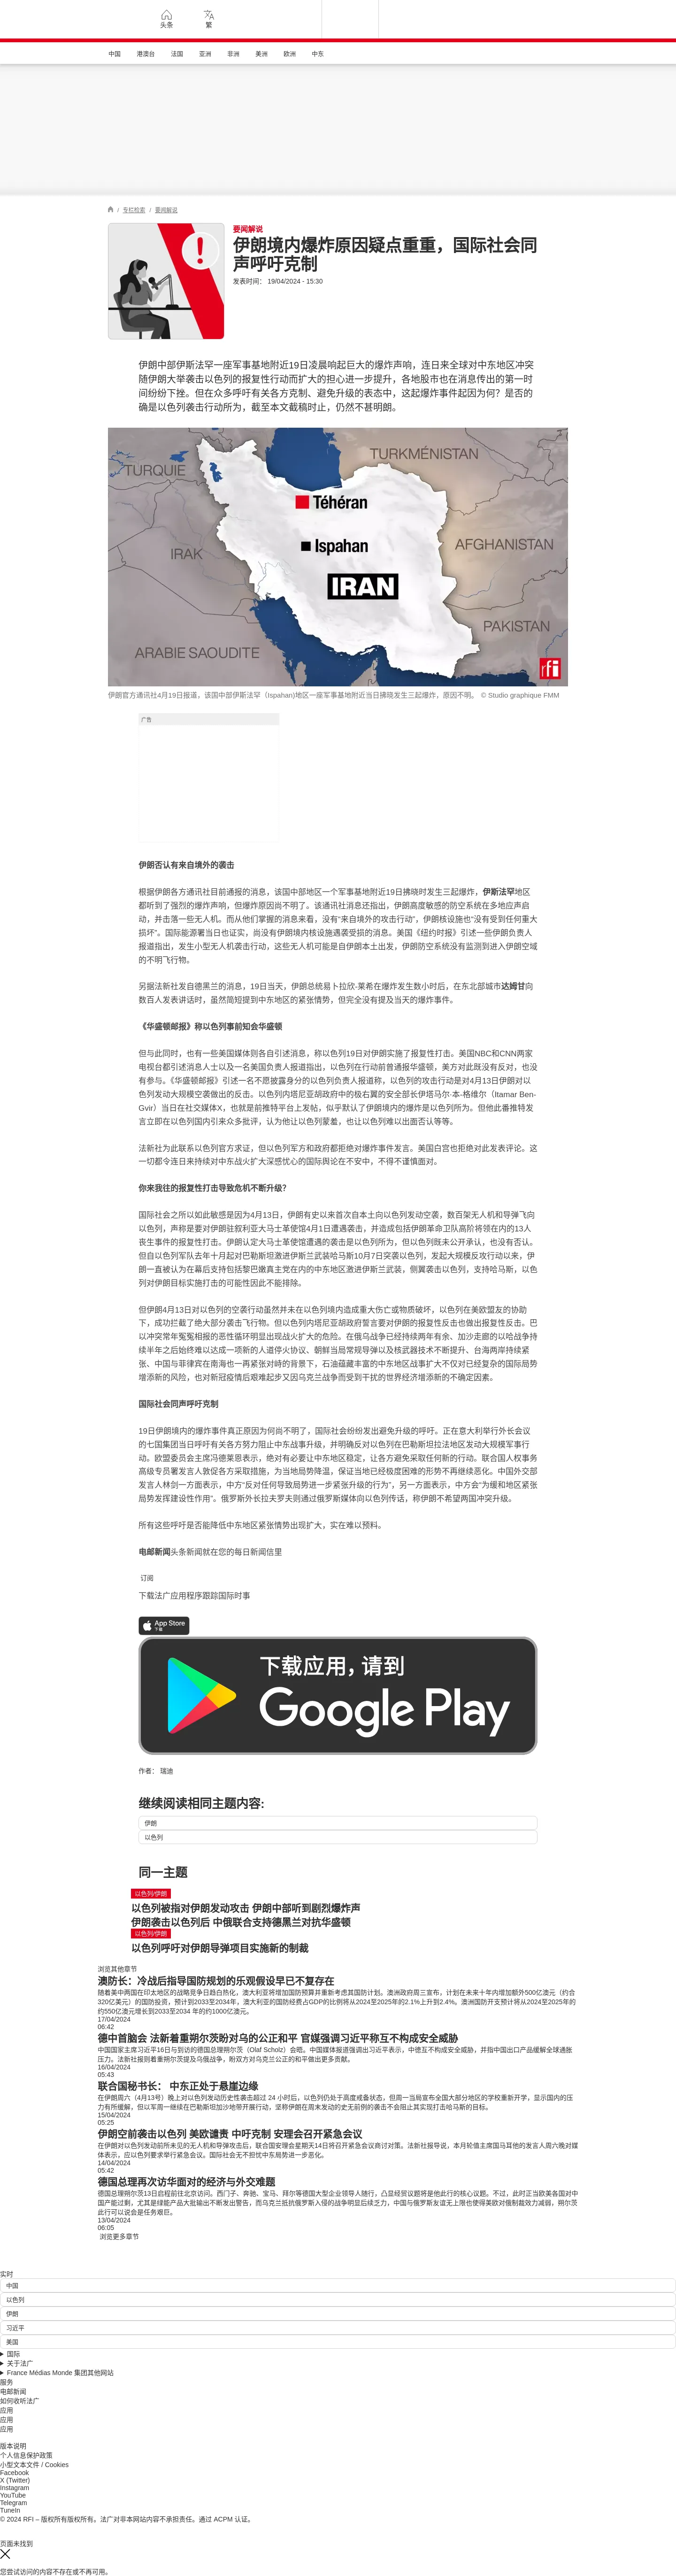 头条
繁
中国 港澳台 法国 亚洲 非洲 美洲 欧洲 中东
/ 专栏检索 / 要闻解说
要闻解说
伊朗境内爆炸原因疑点重重，国际社会同
声呼吁克制
发表时间： 19/04/2024 - 15:30
伊朗中部伊斯法罕一座军事基地附近19日凌晨响起巨大的爆炸声响，连日来全球对中东地区冲突
随伊朗大举袭击以色列的报复性行动而扩大的担心进一步提升，各地股市也在消息传出的第一时
间纷纷下挫。但在众多呼吁有关各方克制、避免升级的表态中，这起爆炸事件起因为何？是否的
确是以色列袭击行动所为，截至本文截稿时止，仍然不甚明朗。
TURQUIE
TURKMÉNISTAN
Téhéran
Ispahan
IRAK
AFGHANISTAN
IRAN
PAKISTAN
ARABIE SAOUDITE
rfi
伊朗官方通讯社4月19日报道，该国中部伊斯法罕（Ispahan)地区一座军事基地附近当日拂晓发生三起爆炸，原因不明。 © Studio graphique FMM
广告
伊朗否认有来自境外的袭击
根据伊朗各方通讯社目前通报的消息，该国中部地区一个军事基地附近19日拂晓时发生三起爆炸，伊斯法罕地区
都听到了强烈的爆炸声响，但爆炸原因尚不明了。该通讯社消息还指出，伊朗高度敏感的防空系统在多地应声启
动，并击落一些无人机。而从他们掌握的消息来看，没有“来自境外的攻击行动”，伊朗核设施也“没有受到任何重大
损坏”。国际能源署当日也证实，尚没有伊朗境内核设施遇袭受损的消息。美国《纽约时报》引述一些伊朗负责人
报道指出，发生小型无人机袭击行动，这些无人机可能是自伊朗本土出发，伊朗防空系统没有监测到进入伊朗空域
的不明飞行物。
另据法新社发自德黑兰的消息，19日当天，伊朗总统易卜拉欣-莱希在爆炸发生数小时后，在东北部城市达姆甘向
数百人发表讲话时，虽然简短提到中东地区的紧张情势，但完全没有提及当天的爆炸事件。
《华盛顿邮报》称以色列事前知会华盛顿
但与此同时，也有一些美国媒体则各自引述消息，称以色列19日对伊朗实施了报复性打击。美国NBC和CNN两家
电视台都引述消息人士以及一名美国负责人报道指出，以色列在行动前曾通报华盛顿，美方对此既没有反对，也没
有参与。《华盛顿邮报》引述一名不愿披露身分的以色列负责人报道称，以色列的攻击行动是对4月13日伊朗对以
色列发动大规模空袭做出的反击。以色列内塔尼亚胡政府中的极右翼的安全部长伊塔马尔·本-格维尔（Itamar Ben-
Gvir）当日在社交媒体X，也就是前推特平台上发帖，似乎默认了伊朗境内的爆炸是以色列所为。但他此番推特发
言立即在以色列国内引来众多批评，认为他让以色列蒙羞，也让以色列难以出面否认等等。
法新社为此联系以色列官方求证，但以色列军方和政府都拒绝对爆炸事件发言。美国白宫也拒绝对此发表评论。这
一切都令连日来持续对中东战火扩大深感忧心的国际舆论在不安中，不得不谨慎面对。
你来我往的报复性打击导致危机不断升级？
国际社会之所以如此敏感是因为4月13日，伊朗有史以来首次自本土向以色列发动空袭，数百架无人机和导弹飞向
以色列，声称是要对伊朗驻叙利亚大马士革使馆4月1日遭遇袭击，并造成包括伊朗革命卫队高阶将领在内的13人
丧生事件的报复性打击。伊朗认定大马士革使馆遭遇的袭击是以色列所为，但以色列既未公开承认，也没有否认。
但自以色列军队去年十月起对巴勒斯坦激进伊斯兰武装哈马斯10月7日突袭以色列，发起大规模反攻行动以来，伊
朗一直被认为在幕后支持包括黎巴嫩真主党在内的中东地区激进伊斯兰武装，侧翼袭击以色列，支持哈马斯，以色
列对伊朗目标实施打击的可能性因此不能排除。
但伊朗4月13日对以色列的空袭行动虽然并未在以色列境内造成重大伤亡或物质破坏，以色列在美欧盟友的协助
下，成功拦截了绝大部分袭击飞行物。但以色列内塔尼亚胡政府誓言要对伊朗的报复性反击也做出报复性反击。巴
以冲突常年冤冤相报的恶性循环明显出现战火扩大的危险。在俄乌战争已经持续两年有余、加沙走廊的以哈战争持
续半年之后始终难以达成一项新的人道停火协议、朝鲜当局常规导弹以及核武器技术不断提升、台海两岸持续紧
张、中国与菲律宾在南海也一再紧张对峙的背景下，石油蕴藏丰富的中东地区战事扩大不仅对已经复杂的国际局势
增添新的风险，也对新冠疫情后艰难起步又因乌克兰战争而受到干扰的世界经济增添新的不确定因素。
国际社会同声呼吁克制
19日伊朗境内的爆炸事件真正原因为何尚不明了，国际社会纷纷发出避免升级的呼吁。正在意大利举行外长会议
的七国集团当日呼吁有关各方努力阻止中东战事升级，并明确反对以色列在巴勒斯坦拉法地区发动大规模军事行
动。欧盟委员会主席冯德莱恩表示，绝对有必要让中东地区稳定，让各方避免采取任何新的行动。联合国人权事务
高级专员署发言人敦促各方采取措施，为当地局势降温，保证当地已经极度困难的形势不再继续恶化。中国外交部
发言人林剑一方面表示，中方“反对任何导致局势进一步紧张升级的行为”，另一方面表示，中方会“为缓和地区紧张
局势发挥建设性作用”。俄罗斯外长拉夫罗夫则通过俄罗斯媒体向以色列传话，称伊朗不希望两国冲突升级。
所有这些呼吁是否能降低中东地区紧张情势出现扩大，实在难以预料。
电邮新闻头条新闻就在您的每日新闻信里
订阅
下载法广应用程序跟踪国际时事
App Store
下载
下载应用，请到
Google Play
作者： 瑞迪
继续阅读相同主题内容:
伊朗
以色列
同一主题
以色列/伊朗
以色列被指对伊朗发动攻击 伊朗中部听到剧烈爆炸声
伊朗袭击以色列后 中俄联合支持德黑兰对抗华盛顿
以色列/伊朗
以色列呼吁对伊朗导弹项目实施新的制裁
浏览其他章节
澳防长：冷战后指导国防规划的乐观假设早已不复存在
随着美中两国在印太地区的战略竞争日趋白热化，澳大利亚将增加国防预算并重新考虑其国防计划。澳洲政府周三宣布，计划在未来十年内增加额外500亿澳元（约合
320亿美元）的国防投资，预计到2033至2034年，澳大利亚的国防经费占GDP的比例将从2024至2025年的2.1%上升到2.4%。澳洲国防开支预计将从2024至2025年的
约550亿澳元增长到2033至2034 年的约1000亿澳元。
17/04/2024
06:42
德中首脑会 法新着重朔尔茨盼对乌的公正和平 官媒强调习近平称互不构成安全威胁
中国国家主席习近平16日与到访的德国总理朔尔茨（Olaf Scholz）会晤。中国媒体报道强调出习近平表示，中德互不构成安全威胁，并指中国出口产品缓解全球通胀
压力。法新社报则着重朔尔茨提及乌俄战争，盼双方对乌克兰公正的和平做出更多贡献。
16/04/2024
05:43
联合国秘书长： 中东正处于悬崖边缘
在伊朗周六（4月13号）晚上对以色列发动历史性袭击超过 24 小时后，以色列仍处于高度戒备状态，但周一当局宣布全国大部分地区的学校重新开学，显示国内的压
力有所缓解，但以军周一继续在巴勒斯坦加沙地带开展行动，坚称伊朗在周末发动的史无前例的袭击不会阻止其实现打击哈马斯的目标。
15/04/2024
05:25
伊朗空前袭击以色列 美欧谴责 中吁克制 安理会召开紧急会议
在伊朗对以色列发动前所未见的无人机和导弹攻击后，联合国安理会星期天14日将召开紧急会议商讨对策。法新社报导说，本月轮值主席国马耳他的发言人周六晚对媒
体表示，应以色列要求举行紧急会议。国际社会无不担忧中东局势进一步恶化。
14/04/2024
05:42
德国总理再次访华面对的经济与外交难题
德国总理朔尔茨13日启程前往北京访问。西门子、奔驰、宝马、拜尔等德国大型企业领导人随行，凸显经贸议题将是他此行的核心议题。不过，此时正当欧美各国对中
国产能过剩，尤其是绿能产品大批输出不断发出警告，而乌克兰抵抗俄罗斯入侵的战争明显后续乏力，中国与俄罗斯友谊无上限也使得美欧对俄制裁效力减弱，朔尔茨
此行可以说会是任务艰巨。
13/04/2024
06:05
浏览更多章节
实时
中国
以色列
伊朗
习近平
美国
国际
关于法广
France Médias Monde 集团其他网站
服务
电邮新闻
如何收听法广
应用
应用
应用
版本说明
个人信息保护政策
小型文本文件 / Cookies
Facebook
X (Twitter)
Instagram
YouTube
Telegram
TuneIn
© 2024 RFI – 版权所有版权所有。法广对非本网站内容不承担责任。通过 ACPM 认证。
页面未找到
您尝试访问的内容不存在或不再可用。